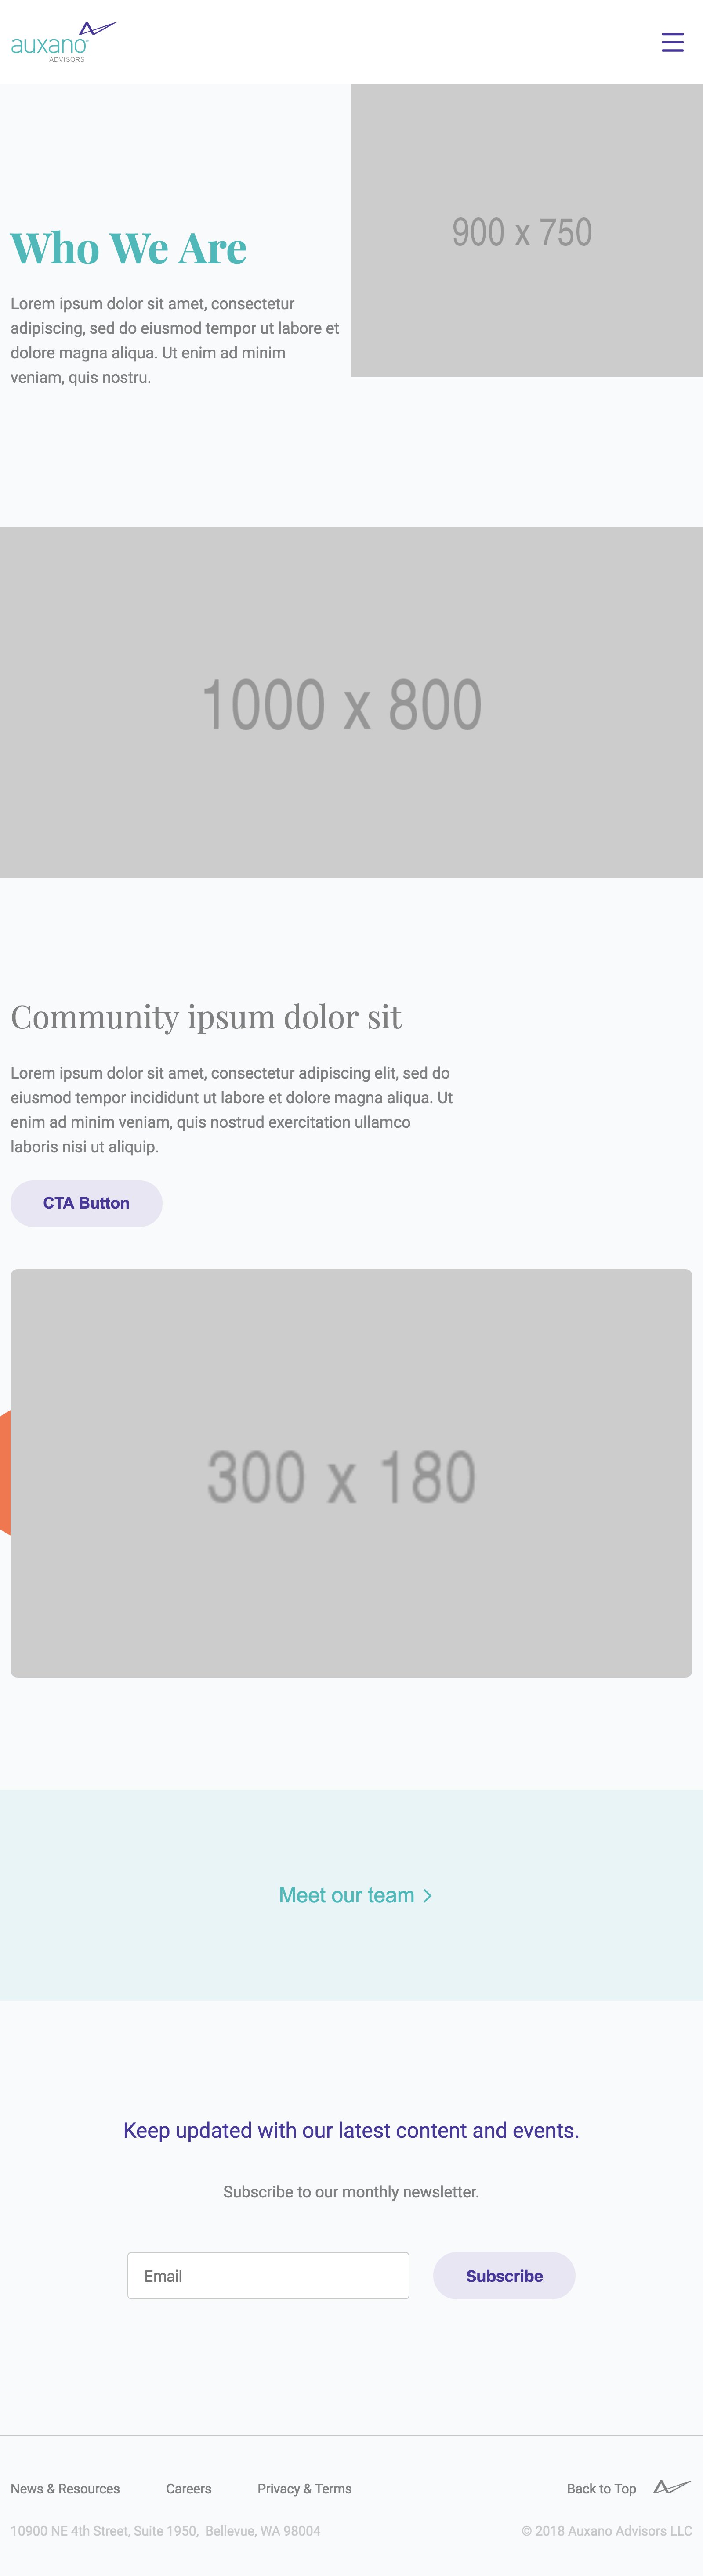 auxano
ADVISORS
900 x 750
Who We Are
Lorem ipsum dolor sit amet, consectetur
adipiscing, sed do eiusmod tempor ut labore et
dolore magna aliqua. Ut enim ad minim
veniam, quis nostru.
1000 x 800
Community ipsum dolor sit
Lorem ipsum dolor sit amet, consectetur adipiscing elit, sed do
eiusmod tempor incididunt ut labore et dolore magna aliqua. Ut
enim ad minim veniam, quis nostrud exercitation ullamco
laboris nisi ut aliquip.
CTA Button
300 x 180
Meet our team >
Keep updated with our latest content and events.
Subscribe to our monthly newsletter.
Email Subscribe
News & Resources Careers Privacy & Terms Back to Top
10900 NE 4th Street, Suite 1950, Bellevue, WA 98004 © 2018 Auxano Advisors LLC